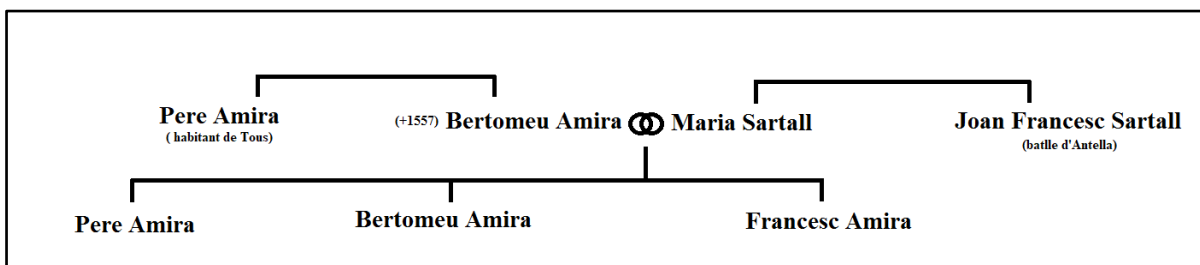 Pere Amira
( habitant de Tous)
(+1557) Bertomeu Amira
Maria Sartall
Joan Francesc Sartall
(batlle d'Antella)
Pere Amira
Bertomeu Amira
Francesc Amira